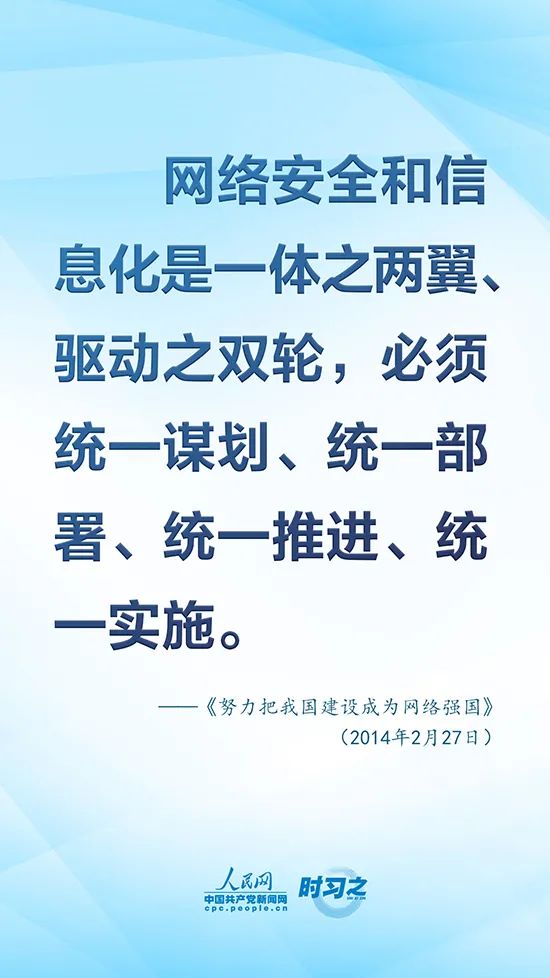 网络安全和信
息化是一体之两翼、
驱动之双轮，必须
统一谋划、统一部
署、统一推进、统
一实施。
——《努力把我国建设成为网络强国》
（2014年2月27日）
人民网 时习之
中国共产党新闻网
cpc.people.cn